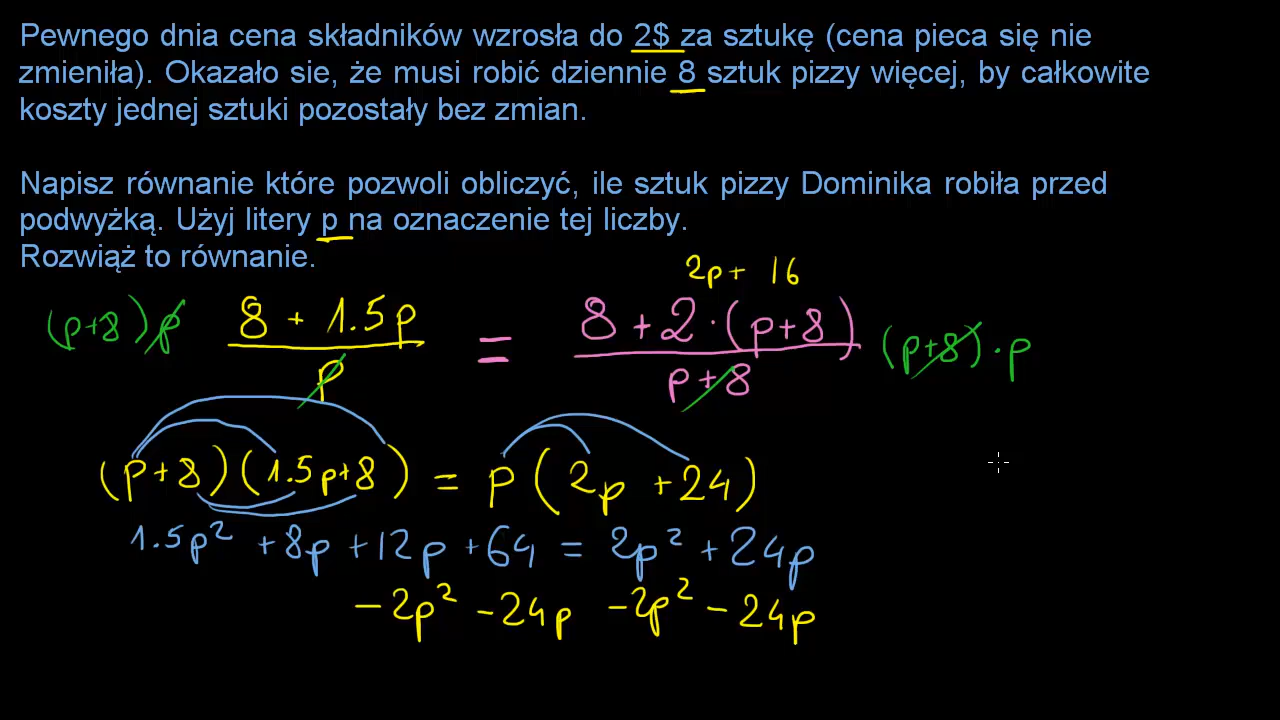 Pewnego dnia cena składników wzrosła do 2$ za sztukę (cena pieca się nie
zmieniła). Okazało sie, że musi robić dziennie 8 sztuk pizzy więcej, by całkowite
koszty jednej sztuki pozostały bez zmian.
Napisz równanie które pozwoli obliczyć, ile sztuk pizzy Dominika robiła przed
podwyżką. Użyj litery p na oznaczenie tej liczby.
Rozwiąż to równanie.
2p + 16
(p+8) p 8 + 1.5p = 8 + 2 · (p+8) (p+8) · p
p p+8
(p+8)(1.5p+8) = p(2p + 24)
1.5p² + 8p + 12p + 64 = 2p² + 24p
-2p² - 24p -2p² - 24p